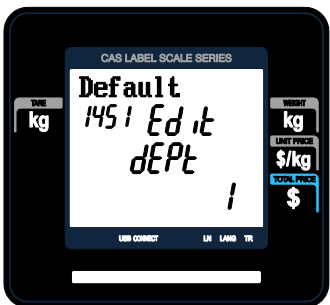 CAS LABEL SCALE SERIES
Default
1451 Edit
dEPt
1
TARE
kg
WEIGHT
kg
UNIT PRICE
$/kg
TOTAL PRICE
$
USB CONNECT LN LANG TR